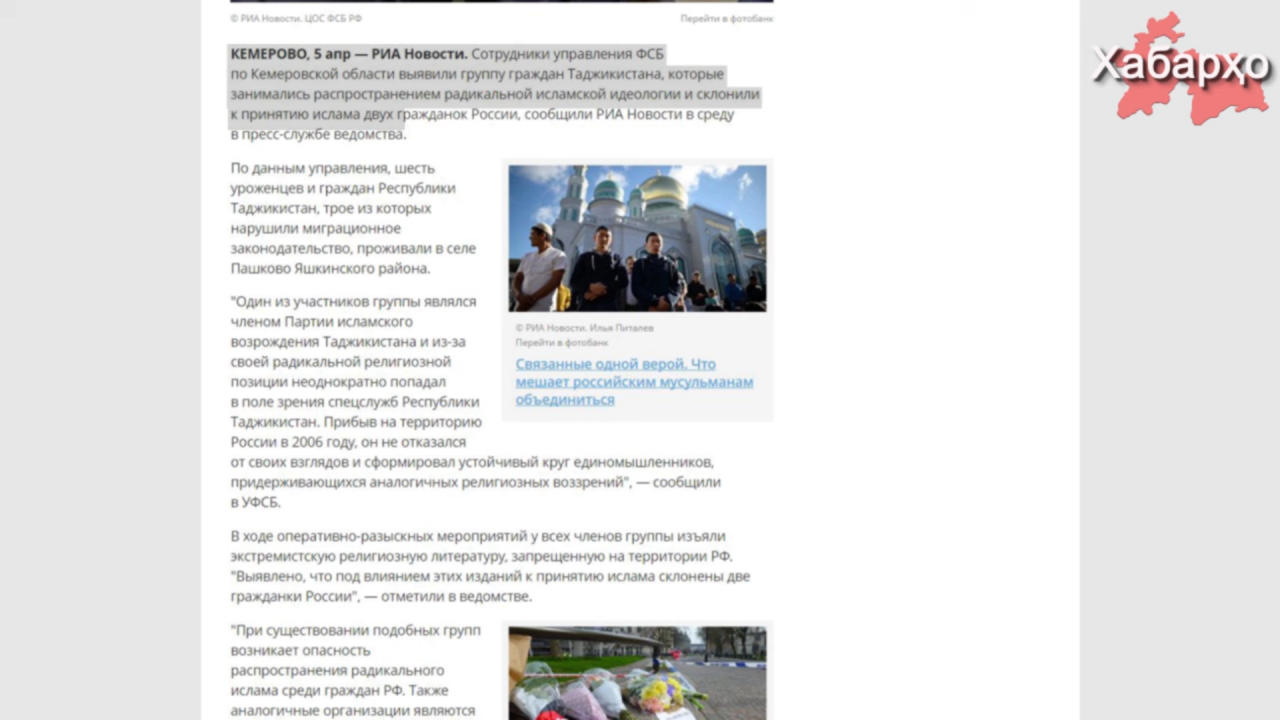 © РИА Новости. ЦОС ФСБ РФ
Перейти в фотобанк
Хабарҳо
КЕМЕРОВО, 5 апр — РИА Новости. Сотрудники управления ФСБ
по Кемеровской области выявили группу граждан Таджикистана, которые
занимались распространением радикальной исламской идеологии и склонили
к принятию ислама двух гражданок России, сообщили РИА Новости в среду
в пресс-службе ведомства.
По данным управления, шесть
уроженцев и граждан Республики
Таджикистан, трое из которых
нарушили миграционное
законодательство, проживали в селе
Пашково Яшкинского района.
"Один из участников группы являлся
членом Партии исламского
возрождения Таджикистана и из-за
своей радикальной религиозной
позиции неоднократно попадал
в поле зрения спецслужб Республики
Таджикистан. Прибыв на территорию
России в 2006 году, он не отказался
от своих взглядов и сформировал устойчивый круг единомышленников,
придерживающихся аналогичных религиозных воззрений", — сообщили
в УФСБ.
© РИА Новости. Илья Питалев
Перейти в фотобанк
Связанные одной верой. Что
мешает российским мусульманам
объединиться
В ходе оперативно-разыскных мероприятий у всех членов группы изъяли
экстремистскую религиозную литературу, запрещенную на территории РФ.
"Выявлено, что под влиянием этих изданий к принятию ислама склонены две
гражданки России", — отметили в ведомстве.
"При существовании подобных групп
возникает опасность
распространения радикального
ислама среди граждан РФ. Также
аналогичные организации являются